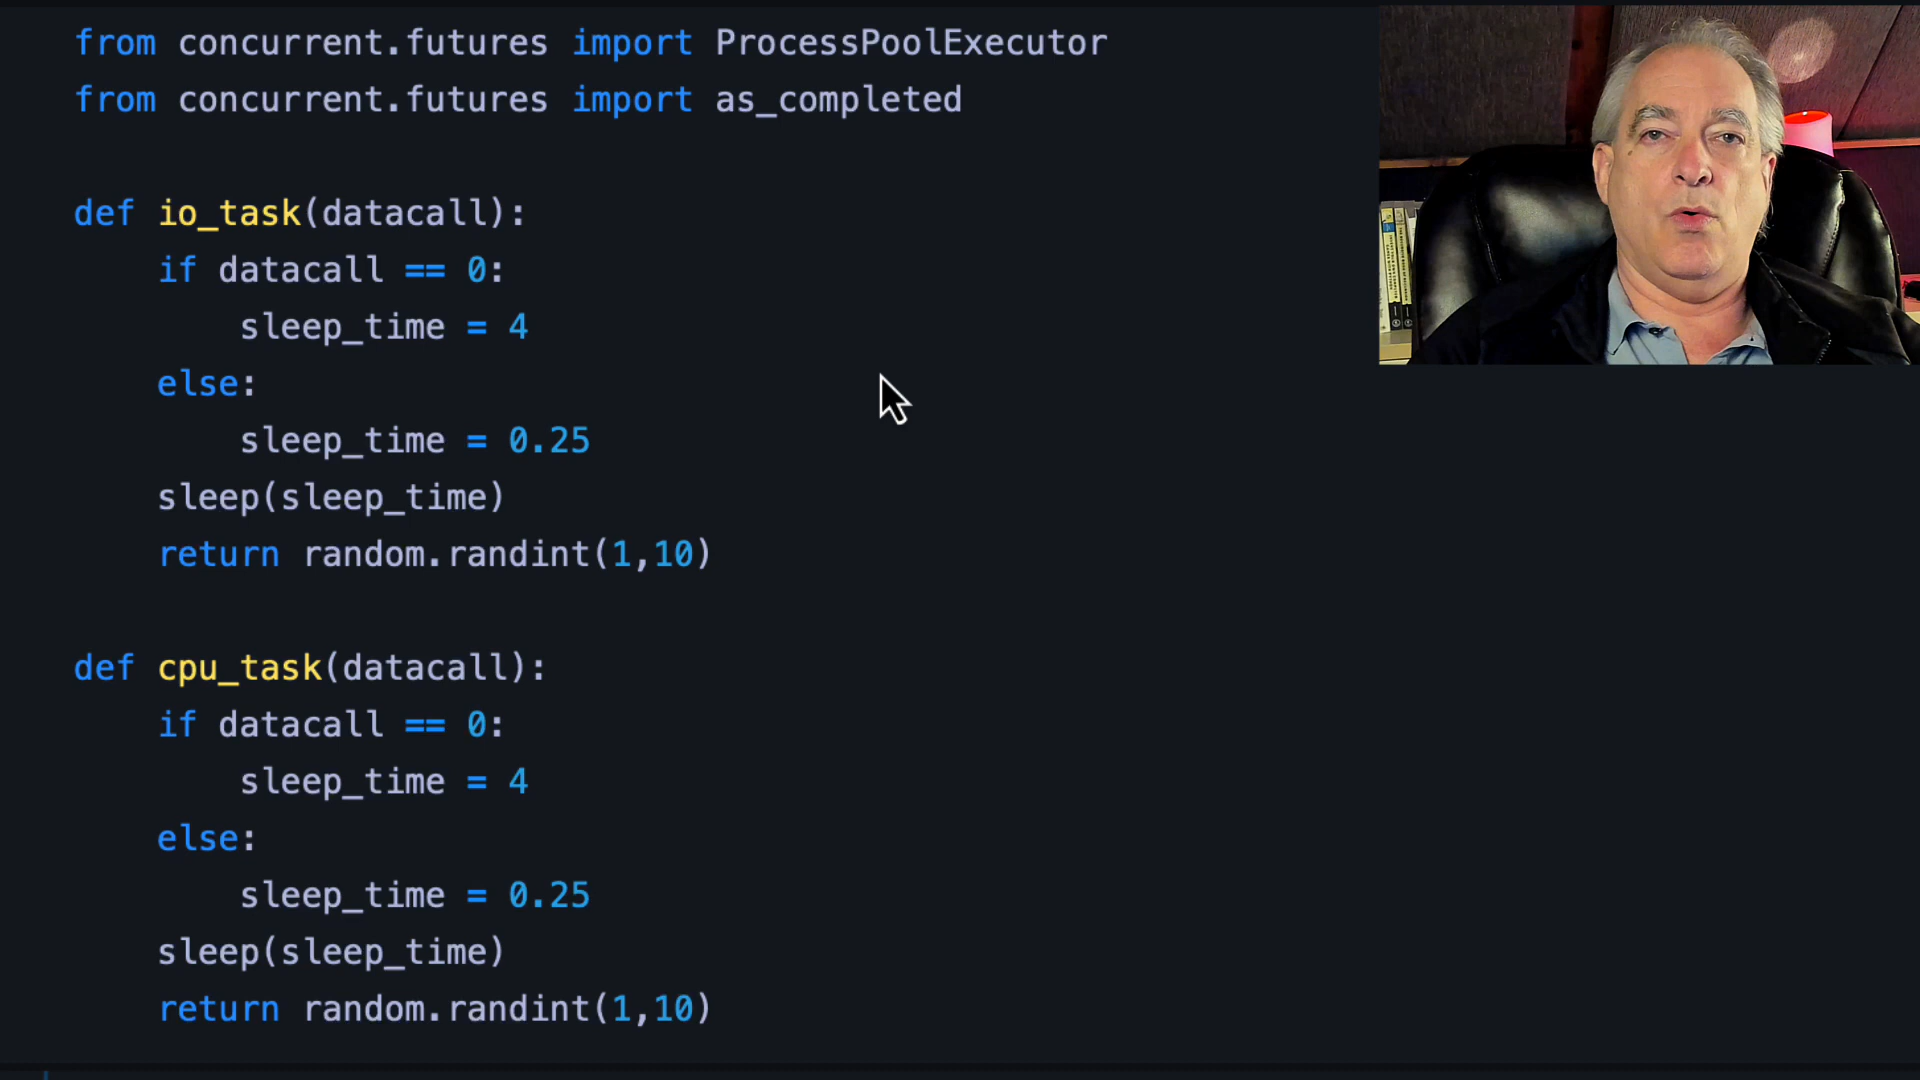 from concurrent.futures import ProcessPoolExecutor
from concurrent.futures import as_completed
def io_task(datacall):
    if datacall == 0:
        sleep_time = 4
    else:
        sleep_time = 0.25
    sleep(sleep_time)
    return random.randint(1,10)
def cpu_task(datacall):
    if datacall == 0:
        sleep_time = 4
    else:
        sleep_time = 0.25
    sleep(sleep_time)
    return random.randint(1,10)